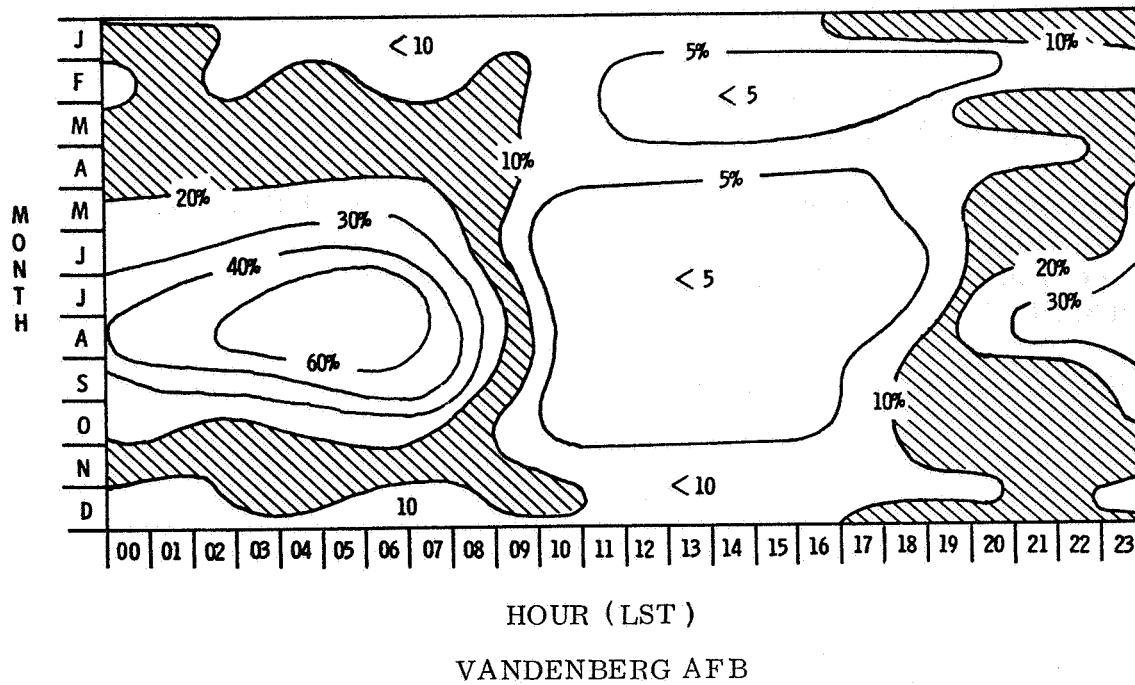 J
< 10
10%
5%
F
< 5
M
A
10%
5%
20%
M
30%
J
40%
20%
< 5
J
30%
A
60%
S
10%
O
N
< 10
D
10
MONTH
00 01 02 03 04 05 06 07 08 09 10 11 12 13 14 15 16 17 18 19 20 21 22 23
HOUR (LST)
VANDENBERG AFB